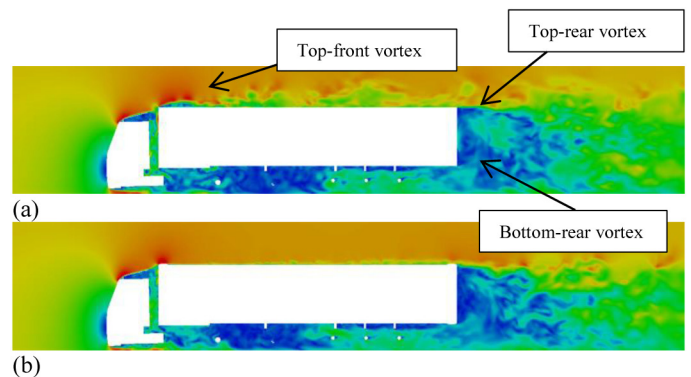 Top-rear vortex
Top-front vortex
(a)
Bottom-rear vortex
(b)